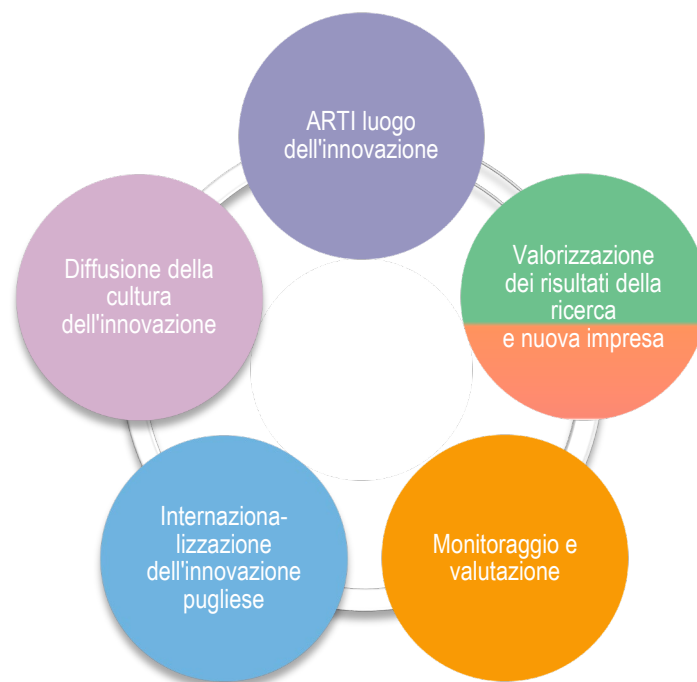 ARTI luogo
dell'innovazione
Valorizzazione
dei risultati della
ricerca
e nuova impresa
Monitoraggio e
valutazione
Internaziona-
lizzazione
dell'innovazione
pugliese
Diffusione della
cultura
dell'innovazione